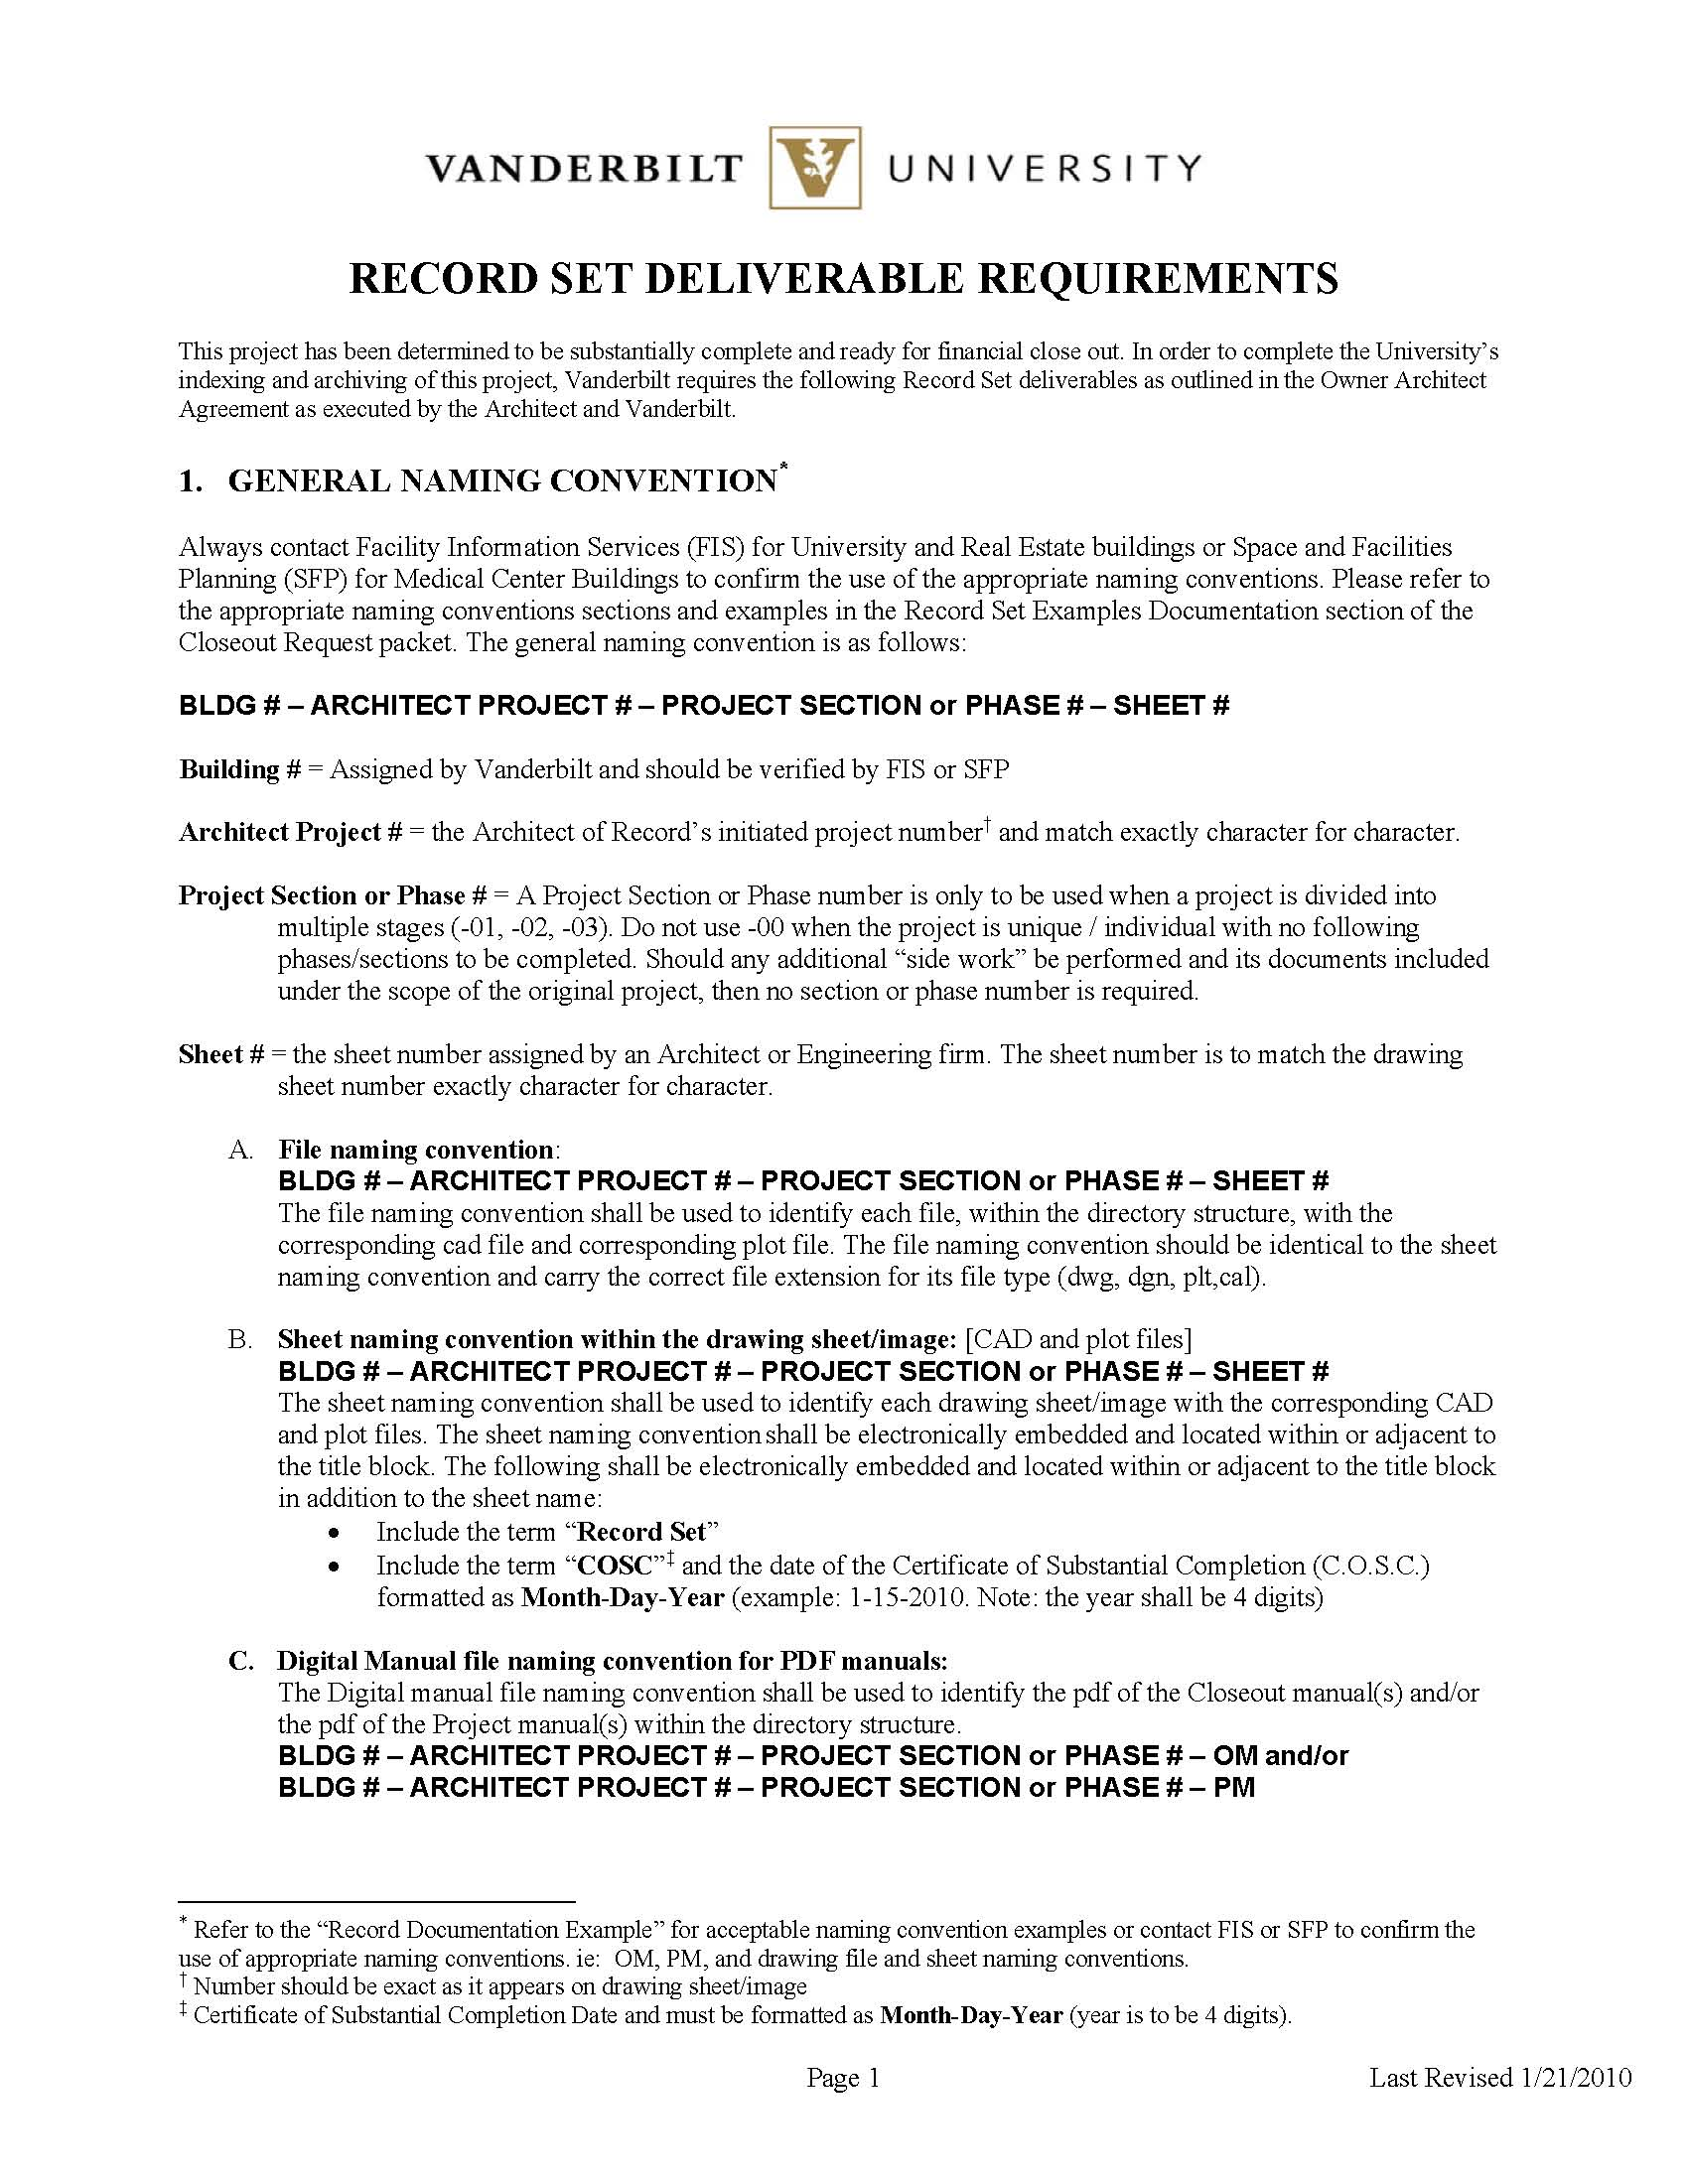 VANDERBILT V UNIVERSITY
RECORD SET DELIVERABLE REQUIREMENTS
This project has been determined to be substantially complete and ready for financial close out. In order to complete the University’s
indexing and archiving of this project, Vanderbilt requires the following Record Set deliverables as outlined in the Owner Architect
Agreement as executed by the Architect and Vanderbilt.
1. GENERAL NAMING CONVENTION*
Always contact Facility Information Services (FIS) for University and Real Estate buildings or Space and Facilities
Planning (SFP) for Medical Center Buildings to confirm the use of the appropriate naming conventions. Please refer to
the appropriate naming conventions sections and examples in the Record Set Examples Documentation section of the
Closeout Request packet. The general naming convention is as follows:
BLDG # – ARCHITECT PROJECT # – PROJECT SECTION or PHASE # – SHEET #
Building # = Assigned by Vanderbilt and should be verified by FIS or SFP
Architect Project # = the Architect of Record’s initiated project number† and match exactly character for character.
Project Section or Phase # = A Project Section or Phase number is only to be used when a project is divided into
multiple stages (-01, -02, -03). Do not use -00 when the project is unique / individual with no following
phases/sections to be completed. Should any additional “side work” be performed and its documents included
under the scope of the original project, then no section or phase number is required.
Sheet # = the sheet number assigned by an Architect or Engineering firm. The sheet number is to match the drawing
sheet number exactly character for character.
A. File naming convention:
BLDG # – ARCHITECT PROJECT # – PROJECT SECTION or PHASE # – SHEET #
The file naming convention shall be used to identify each file, within the directory structure, with the
corresponding cad file and corresponding plot file. The file naming convention should be identical to the sheet
naming convention and carry the correct file extension for its file type (dwg, dgn, plt,cal).
B. Sheet naming convention within the drawing sheet/image: [CAD and plot files]
BLDG # – ARCHITECT PROJECT # – PROJECT SECTION or PHASE # – SHEET #
The sheet naming convention shall be used to identify each drawing sheet/image with the corresponding CAD
and plot files. The sheet naming convention shall be electronically embedded and located within or adjacent to
the title block. The following shall be electronically embedded and located within or adjacent to the title block
in addition to the sheet name:
• Include the term “Record Set”
• Include the term “COSC”‡ and the date of the Certificate of Substantial Completion (C.O.S.C.)
formatted as Month-Day-Year (example: 1-15-2010. Note: the year shall be 4 digits)
C. Digital Manual file naming convention for PDF manuals:
The Digital manual file naming convention shall be used to identify the pdf of the Closeout manual(s) and/or
the pdf of the Project manual(s) within the directory structure.
BLDG # – ARCHITECT PROJECT # – PROJECT SECTION or PHASE # – OM and/or
BLDG # – ARCHITECT PROJECT # – PROJECT SECTION or PHASE # – PM
* Refer to the “Record Documentation Example” for acceptable naming convention examples or contact FIS or SFP to confirm the
use of appropriate naming conventions. ie: OM, PM, and drawing file and sheet naming conventions.
† Number should be exact as it appears on drawing sheet/image
‡ Certificate of Substantial Completion Date and must be formatted as Month-Day-Year (year is to be 4 digits).
Page 1 Last Revised 1/21/2010